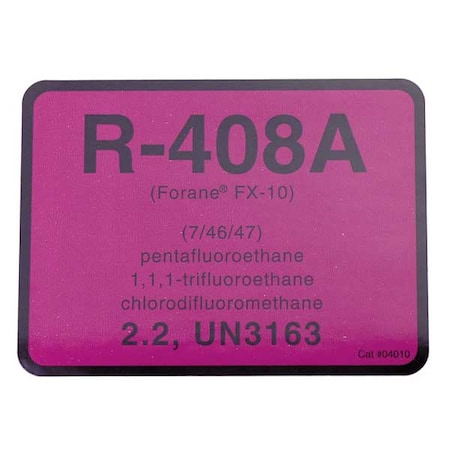 R-408A
(Forane® FX-10)
(7/46/47)
pentafluoroethane
1,1,1-trifluoroethane
chlorodifluoromethane
2.2, UN3163
Cat #04010